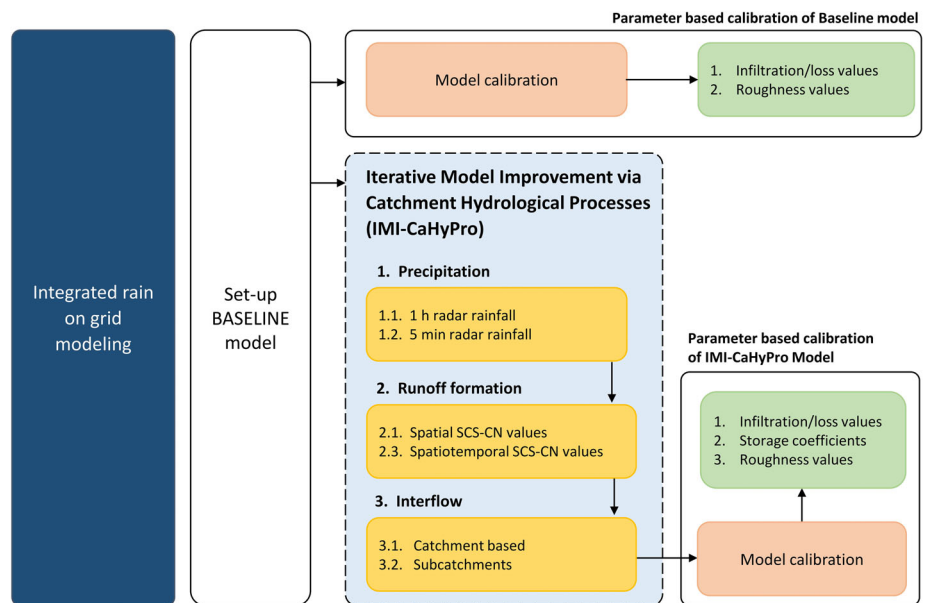 Parameter based calibration of Baseline model
Model calibration
1. Infiltration/loss values
2. Roughness values
Integrated rain
on grid
modeling
Set-up
BASELINE
model
Iterative Model Improvement via
Catchment Hydrological Processes
(IMI-CaHyPro)
1. Precipitation
1.1. 1 h radar rainfall
1.2. 5 min radar rainfall
2. Runoff formation
2.1. Spatial SCS-CN values
2.3. Spatiotemporal SCS-CN values
3. Interflow
3.1. Catchment based
3.2. Subcatchments
Parameter based calibration
of IMI-CaHyPro Model
1. Infiltration/loss values
2. Storage coefficients
3. Roughness values
Model calibration